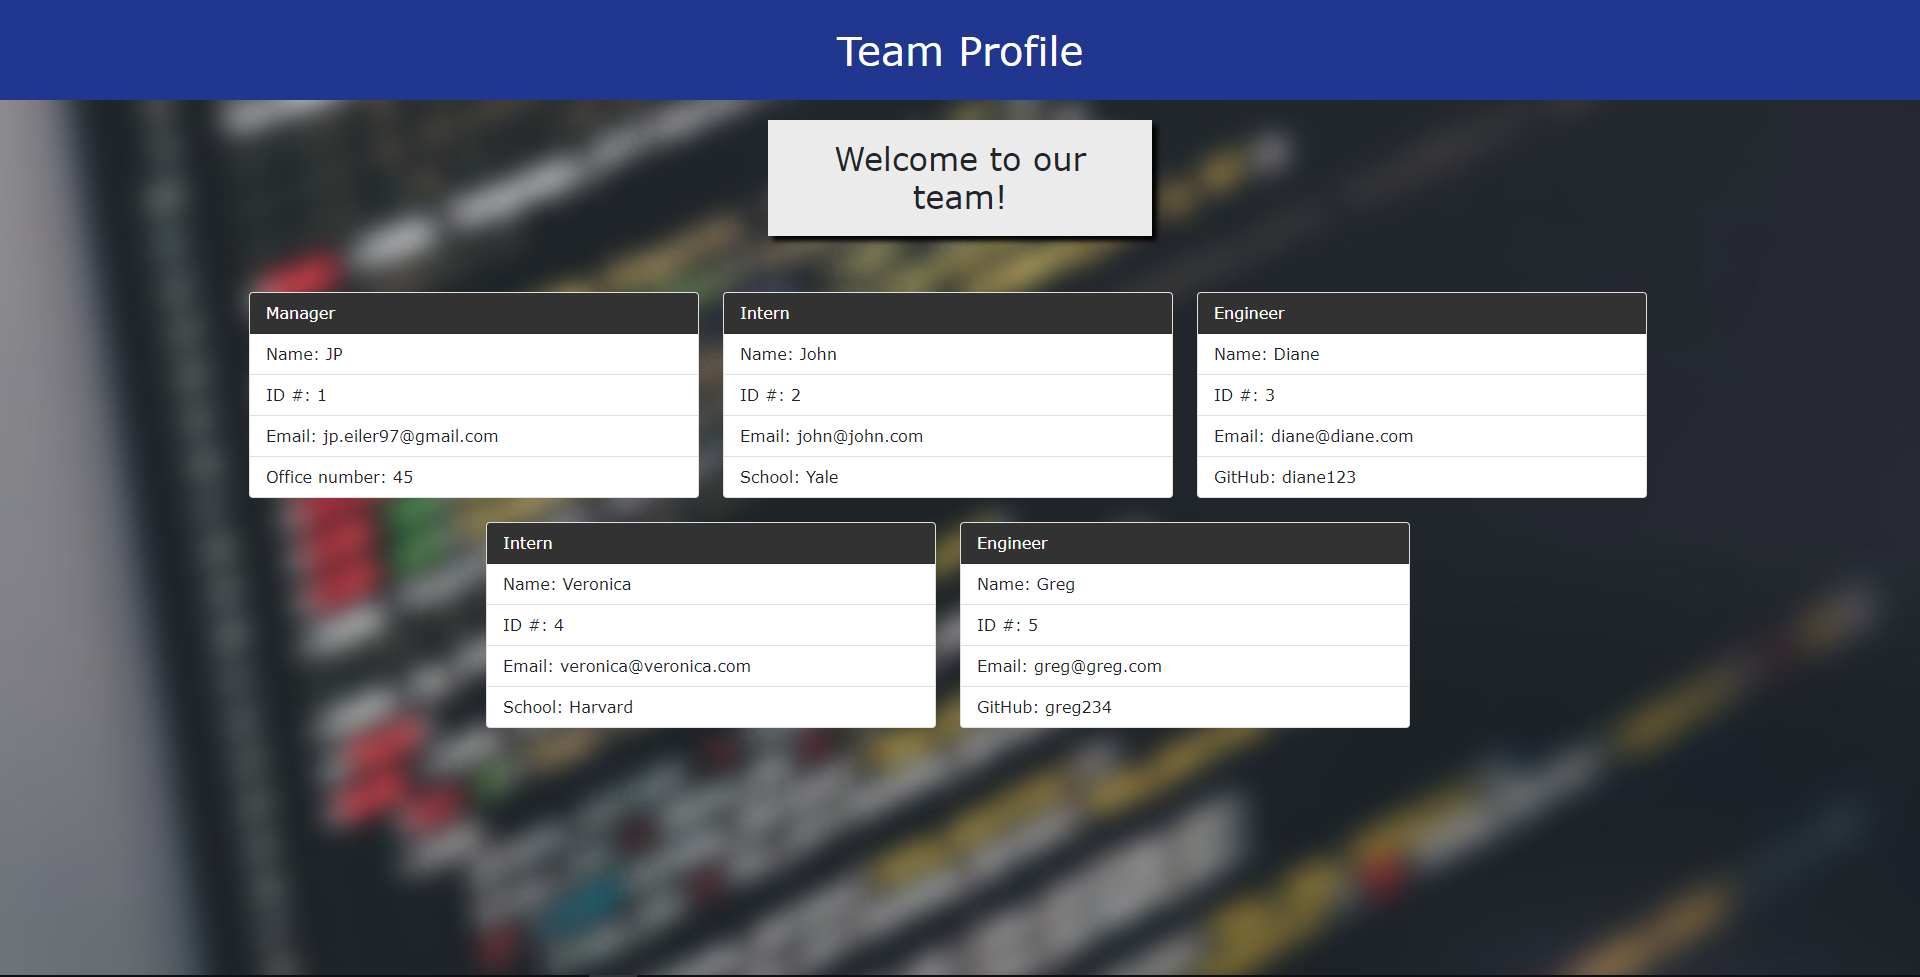 Team Profile
Welcome to our
team!
Manager
Name: JP
ID #: 1
Email: jp.eiler97@gmail.com
Office number: 45
Intern
Name: John
ID #: 2
Email: john@john.com
School: Yale
Engineer
Name: Diane
ID #: 3
Email: diane@diane.com
GitHub: diane123
Intern
Name: Veronica
ID #: 4
Email: veronica@veronica.com
School: Harvard
Engineer
Name: Greg
ID #: 5
Email: greg@greg.com
GitHub: greg234